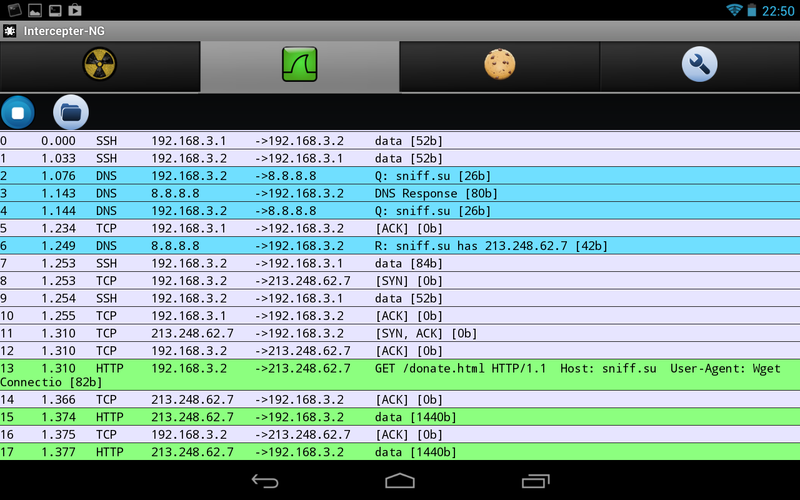 22:50
Intercepter-NG
0 0.000 SSH 192.168.3.1 ->192.168.3.2 data [52b]
1 1.033 SSH 192.168.3.2 ->192.168.3.1 data [52b]
2 1.076 DNS 192.168.3.2 ->8.8.8.8 Q: sniff.su [26b]
3 1.143 DNS 8.8.8.8 ->192.168.3.2 DNS Response [80b]
4 1.144 DNS 192.168.3.2 ->8.8.8.8 Q: sniff.su [26b]
5 1.234 TCP 192.168.3.1 ->192.168.3.2 [ACK] [0b]
6 1.249 DNS 8.8.8.8 ->192.168.3.2 R: sniff.su has 213.248.62.7 [42b]
7 1.253 SSH 192.168.3.2 ->192.168.3.1 data [84b]
8 1.253 TCP 192.168.3.2 ->213.248.62.7 [SYN] [0b]
9 1.254 SSH 192.168.3.2 ->192.168.3.1 data [52b]
10 1.255 TCP 192.168.3.1 ->192.168.3.2 [ACK] [0b]
11 1.310 TCP 213.248.62.7 ->192.168.3.2 [SYN, ACK] [0b]
12 1.310 TCP 192.168.3.2 ->213.248.62.7 [ACK] [0b]
13 1.310 HTTP 192.168.3.2 ->213.248.62.7 GET /donate.html HTTP/1.1 Host: sniff.su User-Agent: Wget
Connectio [82b]
14 1.366 TCP 213.248.62.7 ->192.168.3.2 [ACK] [0b]
15 1.374 HTTP 213.248.62.7 ->192.168.3.2 data [1440b]
16 1.375 TCP 192.168.3.2 ->213.248.62.7 [ACK] [0b]
17 1.377 HTTP 213.248.62.7 ->192.168.3.2 data [1440b]